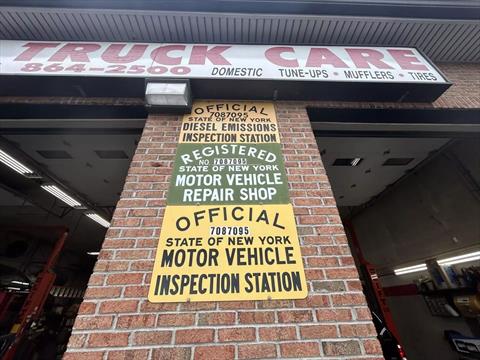 TRUCK CARE
864-2500 DOMESTIC TUNE-UPS • MUFFLERS • TIRES
OFFICIAL
7087095
STATE OF NEW YORK
DIESEL EMISSIONS
INSPECTION STATION
REGISTERED
NO. 7087095
STATE OF NEW YORK
MOTOR VEHICLE
REPAIR SHOP
OFFICIAL
7087095
STATE OF NEW YORK
MOTOR VEHICLE
INSPECTION STATION